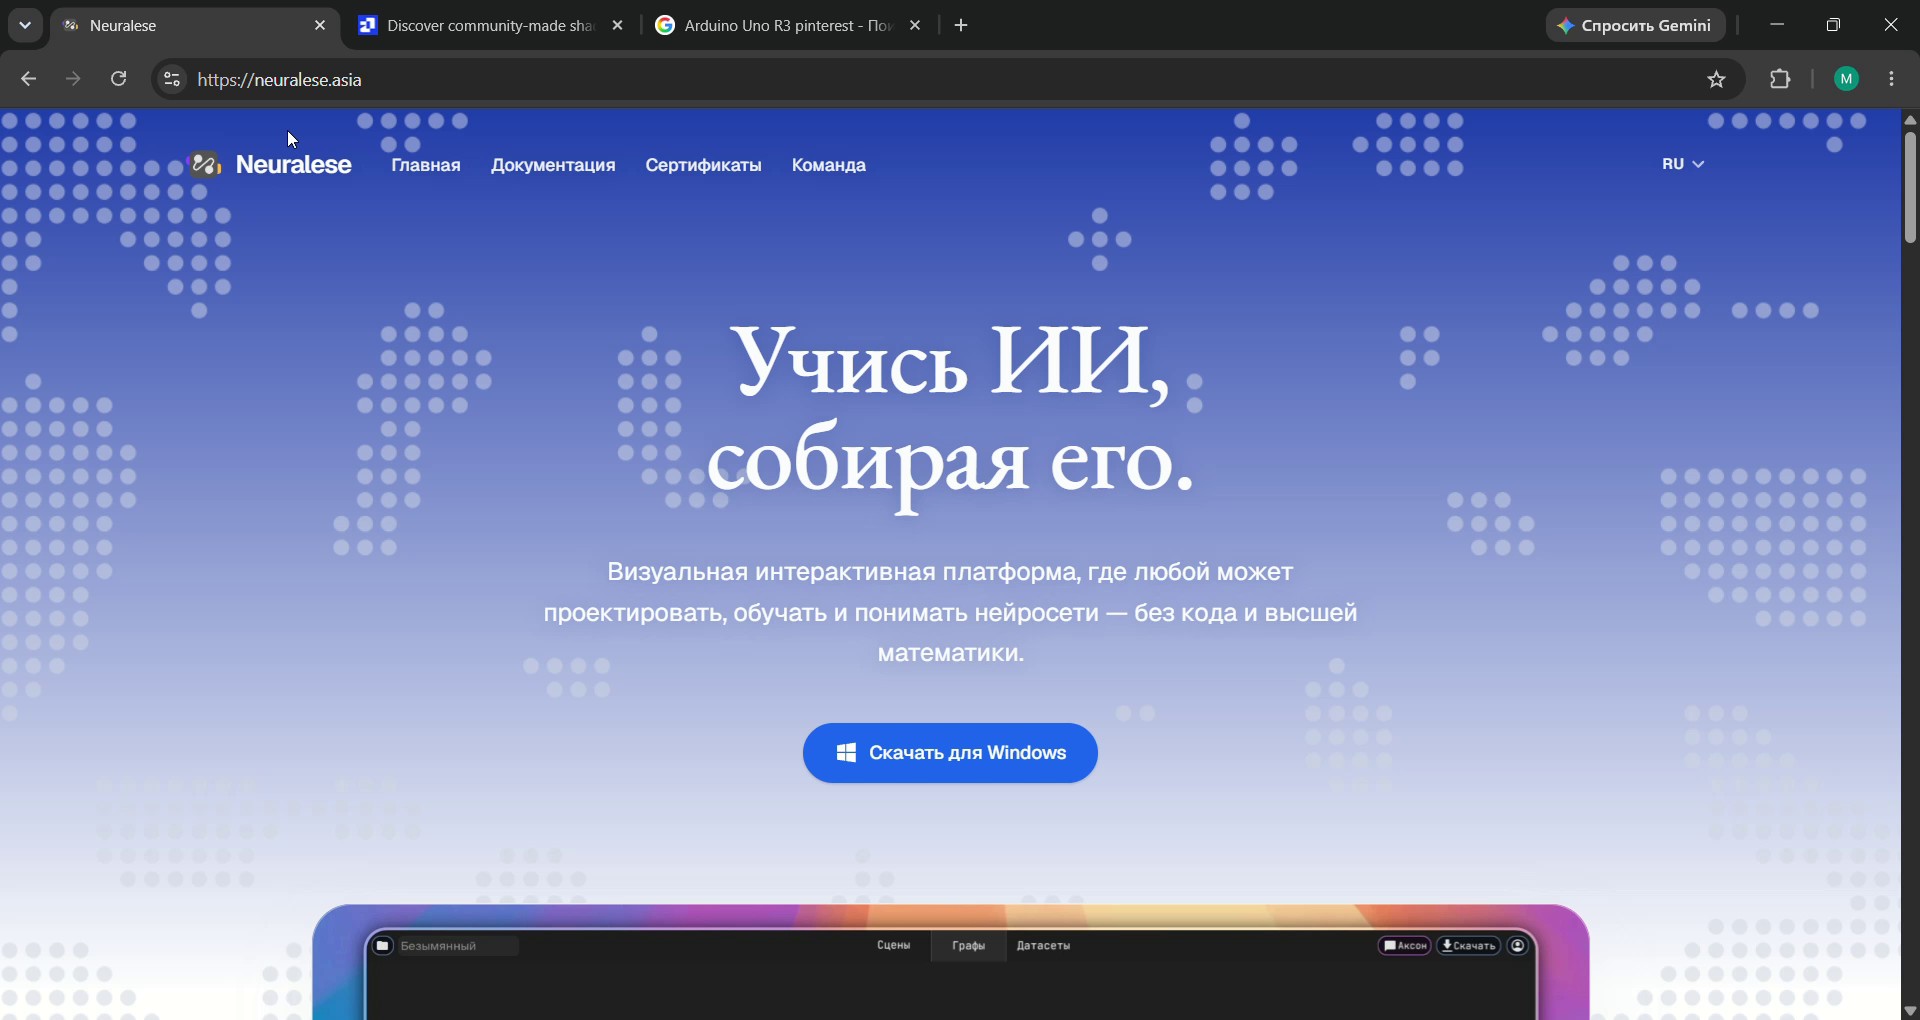 Neuralese
Discover community-made sha
Arduino Uno R3 pinterest - По
Спросить Gemini
https://neuralese.asia
M
Neuralese
Главная
Документация
Сертификаты
Команда
RU
Учись ИИ,
собирая его.
Визуальная интерактивная платформа, где любой может
проектировать, обучать и понимать нейросети — без кода и высшей
математики.
Скачать для Windows
Безымянный
Сцены
Графы
Датасеты
Аксон
Скачать